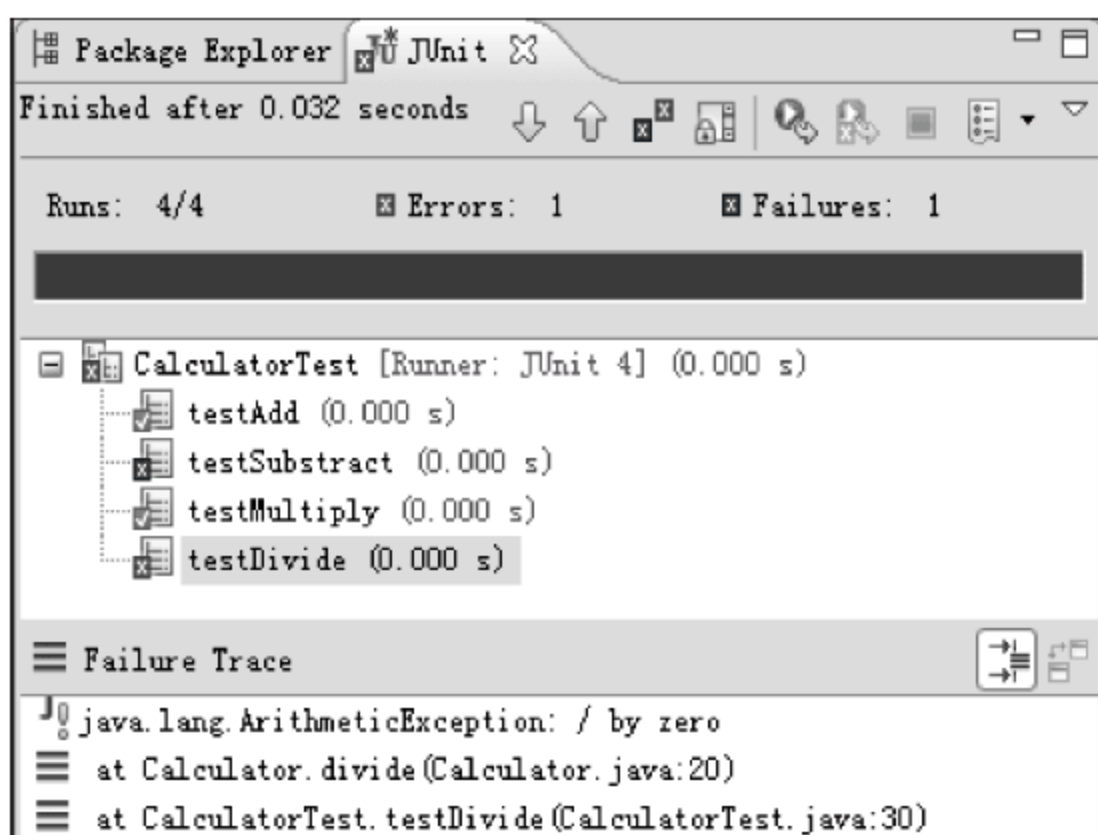 Package Explorer JUnit
Finished after 0.032 seconds
Runs: 4/4 Errors: 1 Failures: 1
CalculatorTest [Runner: JUnit 4] (0.000 s)
testAdd (0.000 s)
testSubstract (0.000 s)
testMultiply (0.000 s)
testDivide (0.000 s)
Failure Trace
java.lang.ArithmeticException: / by zero
at Calculator.divide(Calculator.java:20)
at CalculatorTest.testDivide(CalculatorTest.java:30)